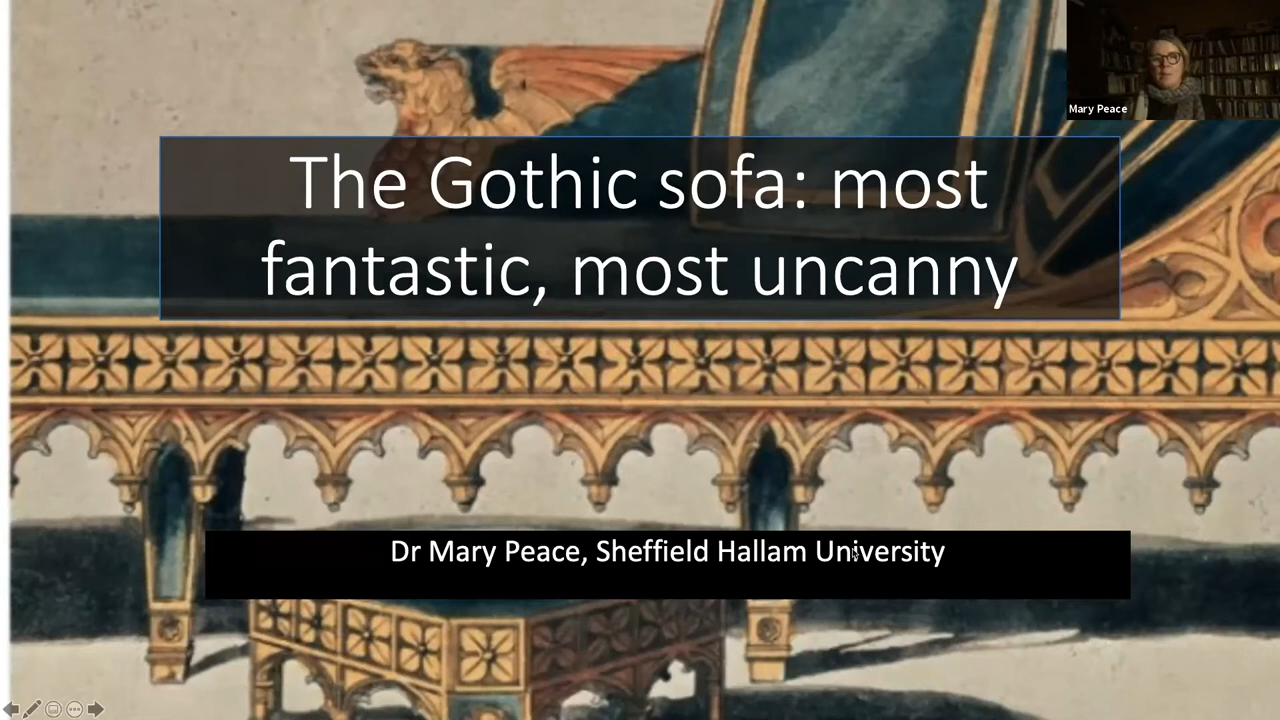 Mary Peace
The Gothic sofa: most
fantastic, most uncanny
Dr Mary Peace, Sheffield Hallam University